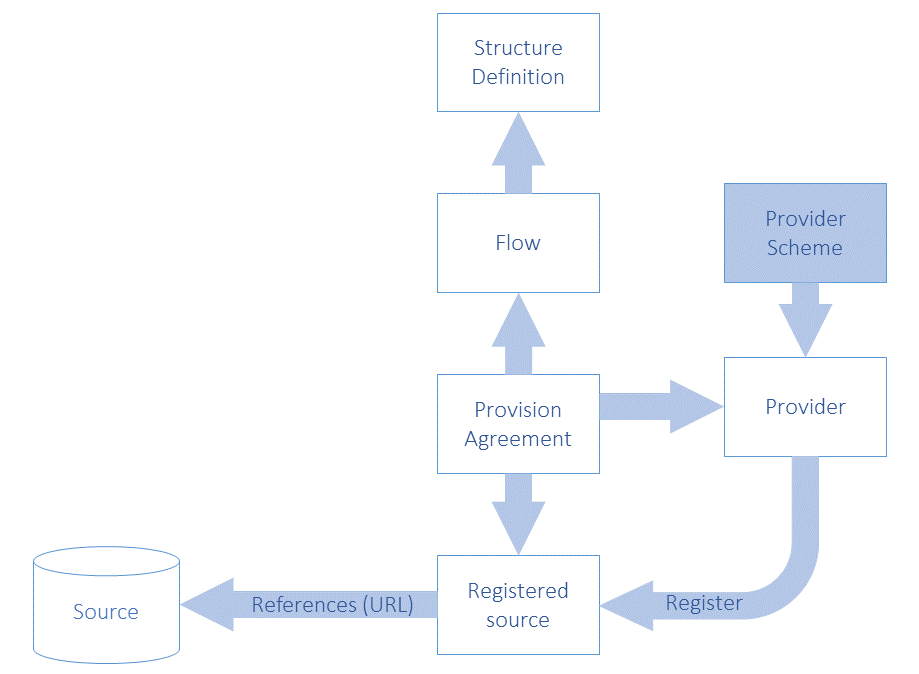 Structure
Definition
Provider
Scheme
Flow
Provision
Agreement
Provider
Registered
source
References (URL)
Register
Source